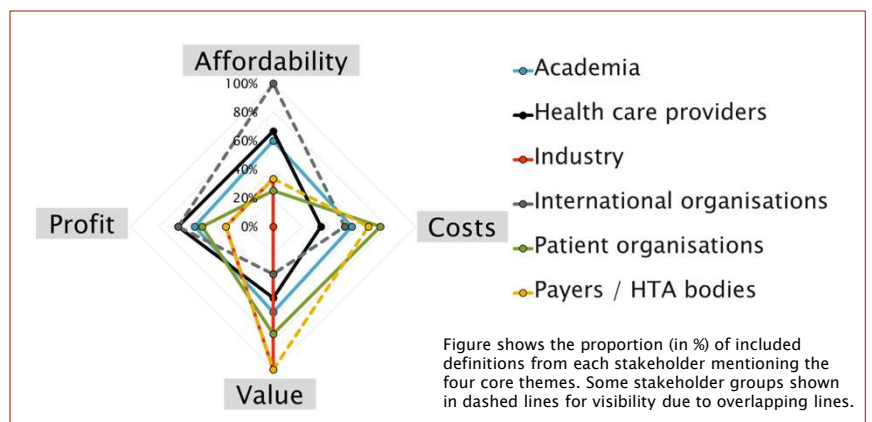 Affordability
100%
80%
60%
40%
20%
0%
Profit
Costs
Value
Academia
Health care providers
Industry
International organisations
Patient organisations
Payers / HTA bodies
Figure shows the proportion (in %) of included
definitions from each stakeholder mentioning the
four core themes. Some stakeholder groups shown
in dashed lines for visibility due to overlapping lines.